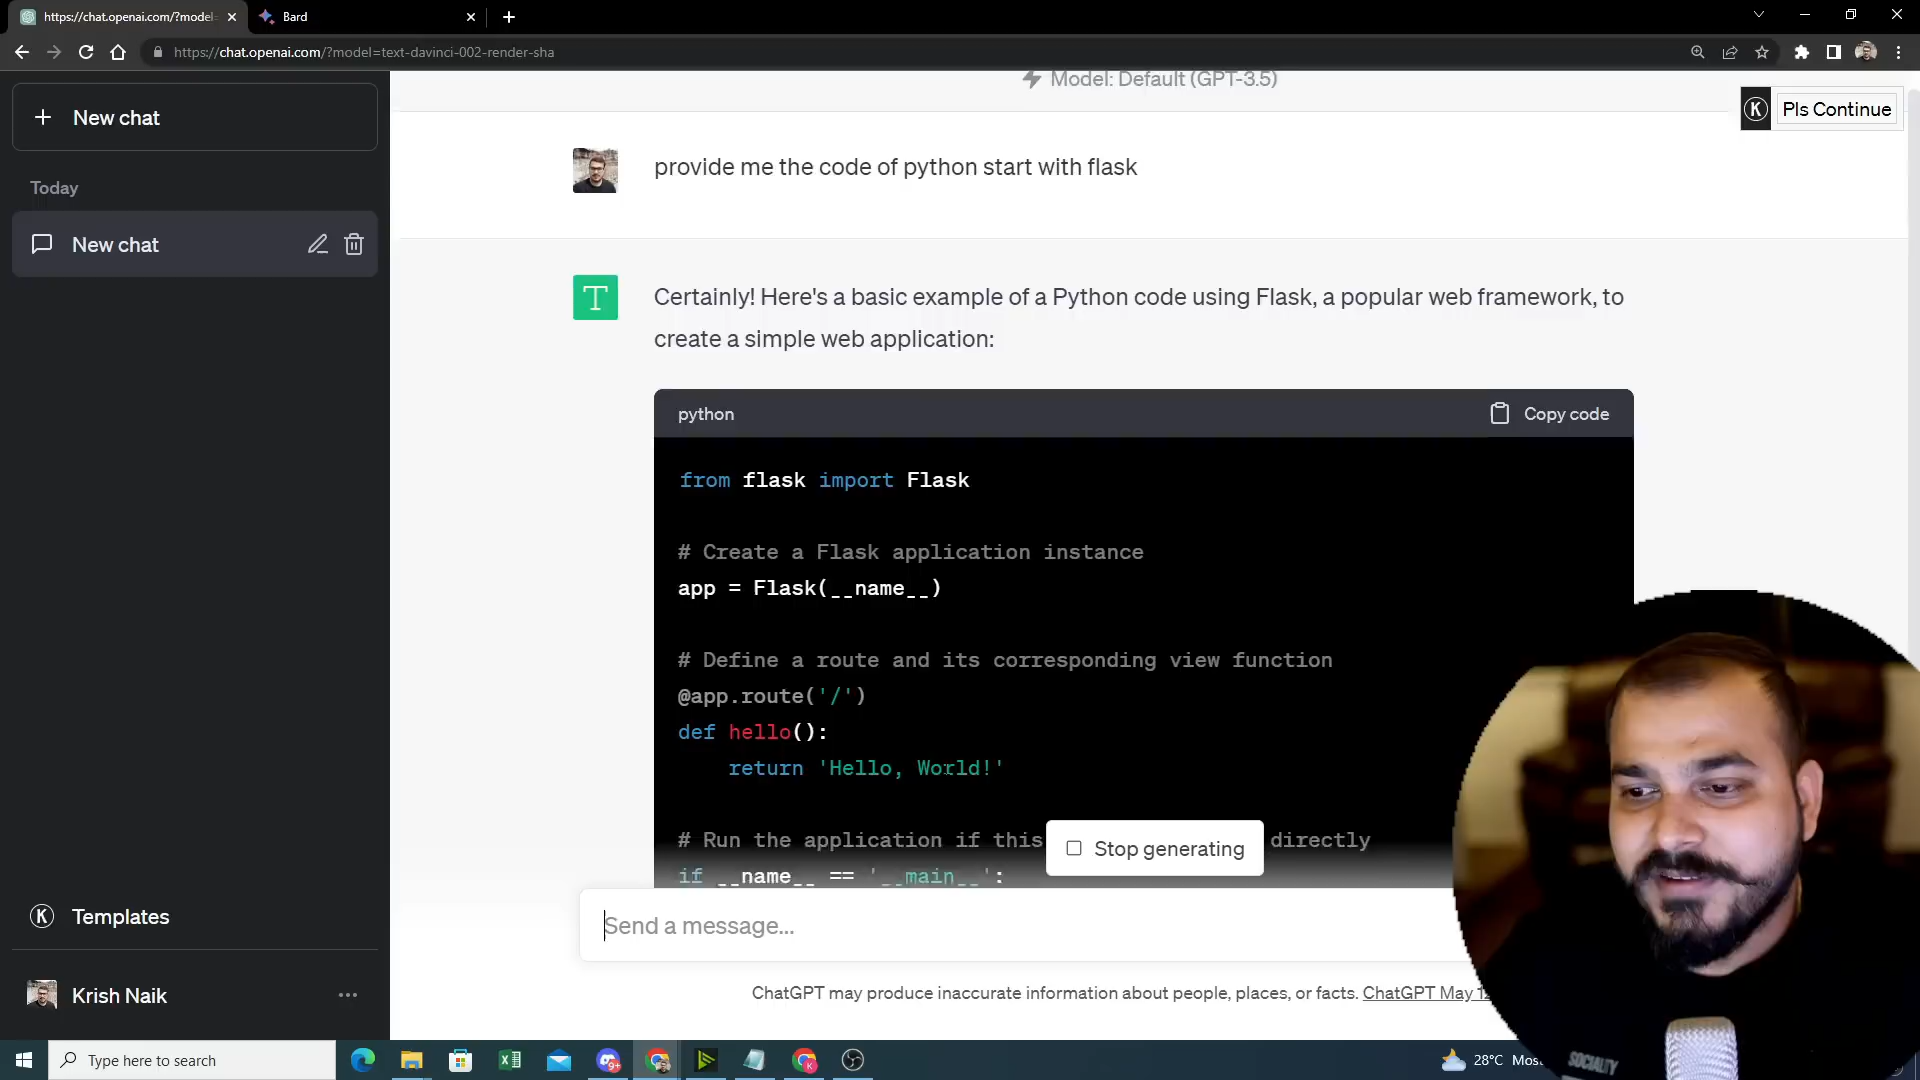 https://chat.openai.com/?model=
Bard
https://chat.openai.com/?model=text-davinci-002-render-sha
New chat
Today
New chat
Templates
Krish Naik
Model: Default (GPT-3.5)
K Pls Continue
provide me the code of python start with flask
Certainly! Here's a basic example of a Python code using Flask, a popular web framework, to
create a simple web application:
python
Copy code
from flask import Flask
# Create a Flask application instance
app = Flask(__name__)
# Define a route and its corresponding view function
@app.route('/')
def hello():
return 'Hello, World!'
# Run the application if this directly
Stop generating
if __name__ == '__main__':
Send a message...
ChatGPT may produce inaccurate information about people, places, or facts. ChatGPT May 12
Type here to search
28°C
SOCIALITY